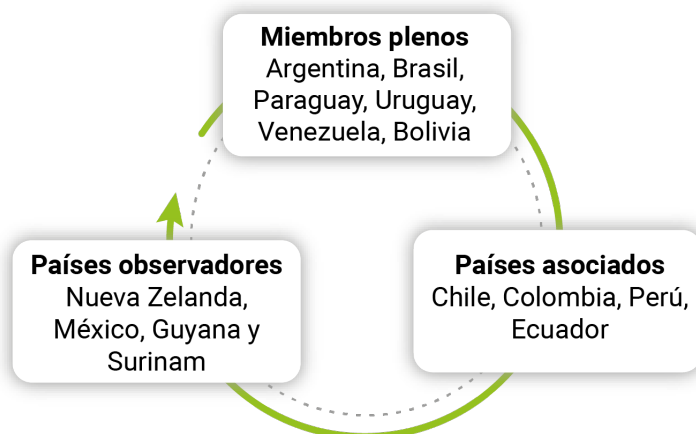 Miembros plenos
Argentina, Brasil,
Paraguay, Uruguay,
Venezuela, Bolivia
Países observadores
Nueva Zelanda,
México, Guyana y
Surinam
Países asociados
Chile, Colombia, Perú,
Ecuador